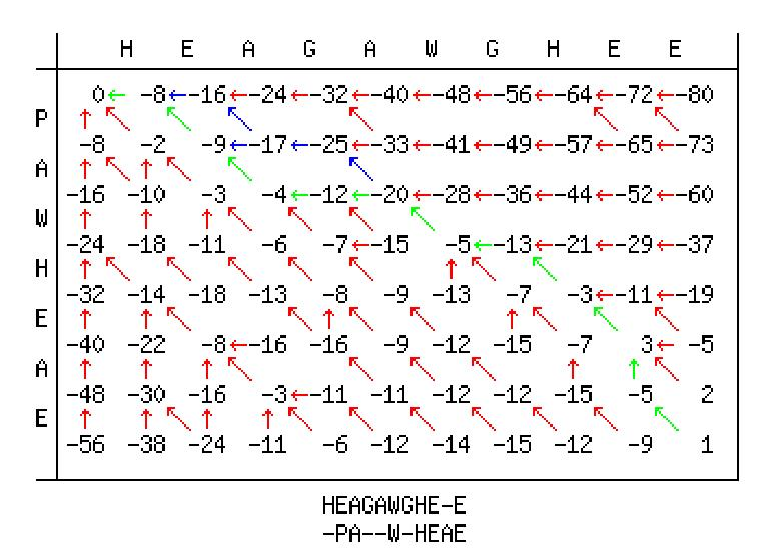 H E A G A W G H E E
0 -8 -16 -24 -32 -40 -48 -56 -64 -72 -80
P
-8 -2 -9 -17 -25 -33 -41 -49 -57 -65 -73
A
-16 -10 -3 -4 -12 -20 -28 -36 -44 -52 -60
W
-24 -18 -11 -6 -7 -15 -5 -13 -21 -29 -37
H
-32 -14 -18 -13 -8 -9 -13 -7 -3 -11 -19
E
-40 -22 -8 -16 -16 -9 -12 -15 -7 3 -5
A
-48 -30 -16 -3 -11 -11 -12 -12 -15 -5 2
E
-56 -38 -24 -11 -6 -12 -14 -15 -12 -9 1
HEAGAWGHE-E
-PA--W-HEAE